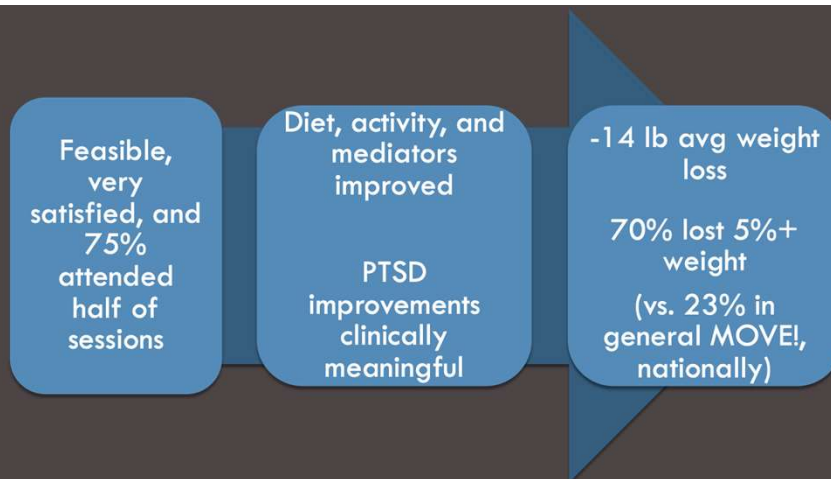 Feasible,
very
satisfied, and
75%
attended
half of
sessions
Diet, activity, and
mediators
improved
PTSD
improvements
clinically
meaningful
-14 lb avg weight
loss
70% lost 5%+
weight
(vs. 23% in
general MOVE!,
nationally)